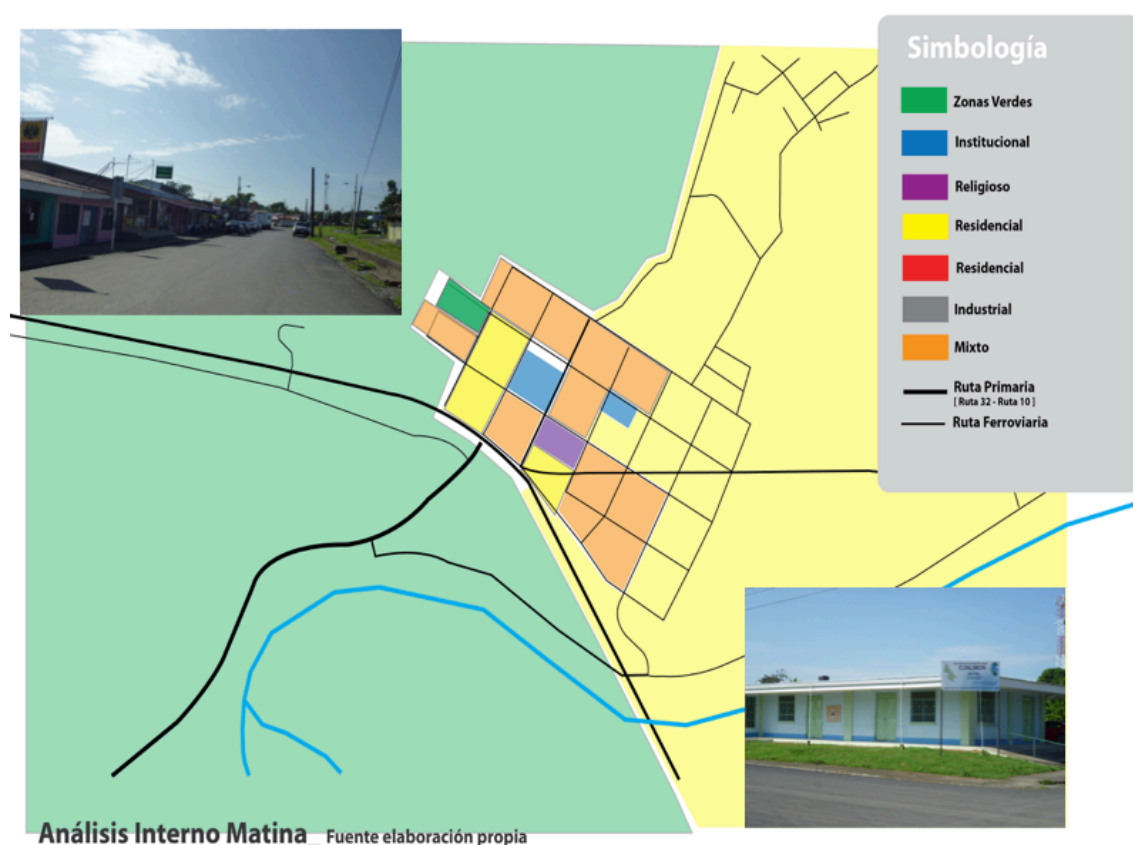 Simbología
Zonas Verdes
Institucional
Religioso
Residencial
Residencial
Industrial
Mixto
Ruta Primaria
[ Ruta 32 - Ruta 10 ]
Ruta Ferroviaria
Análisis Interno Matina_ Fuente elaboración propia